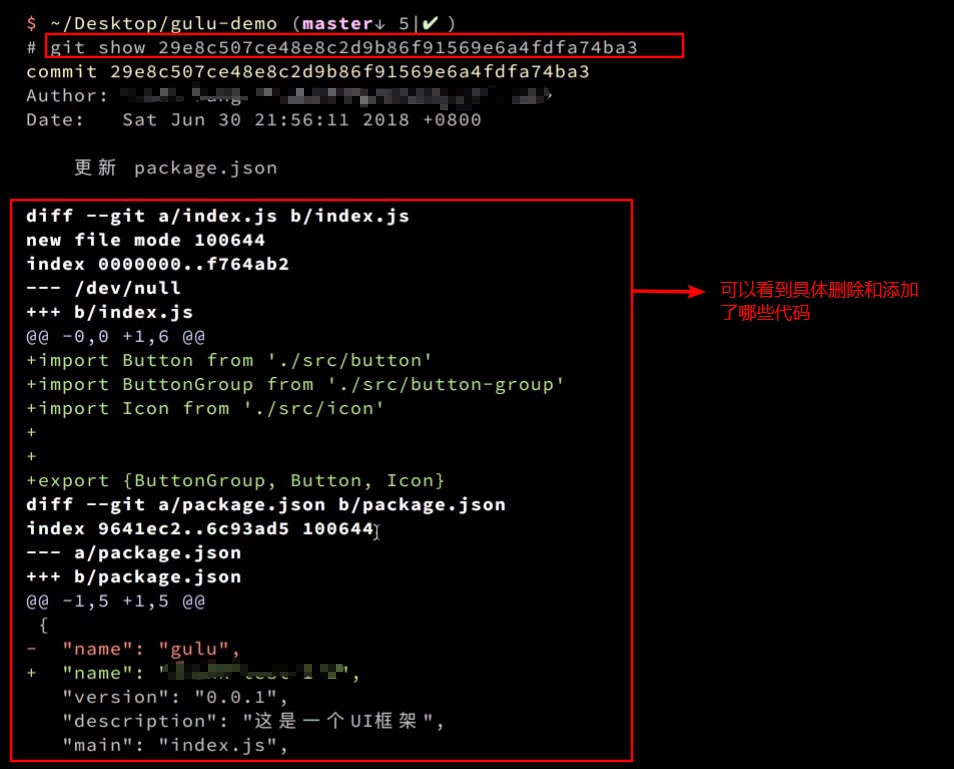 $ ~/Desktop/gulu-demo (master↓ 5|✔ )
# git show 29e8c507ce48e8c2d9b86f91569e6a4fdfa74ba3
commit 29e8c507ce48e8c2d9b86f91569e6a4fdfa74ba3
Author:
Date:   Sat Jun 30 21:56:11 2018 +0800
    更新 package.json
diff --git a/index.js b/index.js
new file mode 100644
index 0000000..f764ab2
--- /dev/null
+++ b/index.js
@@ -0,0 +1,6 @@
+import Button from './src/button'
+import ButtonGroup from './src/button-group'
+import Icon from './src/icon'
+
+
+export {ButtonGroup, Button, Icon}
diff --git a/package.json b/package.json
index 9641ec2..6c93ad5 100644
--- a/package.json
+++ b/package.json
@@ -1,5 +1,5 @@
 {
-  "name": "gulu",
+  "name": "",
   "version": "0.0.1",
   "description": "这是一个UI框架",
   "main": "index.js",
可以看到具体删除和添加
了哪些代码